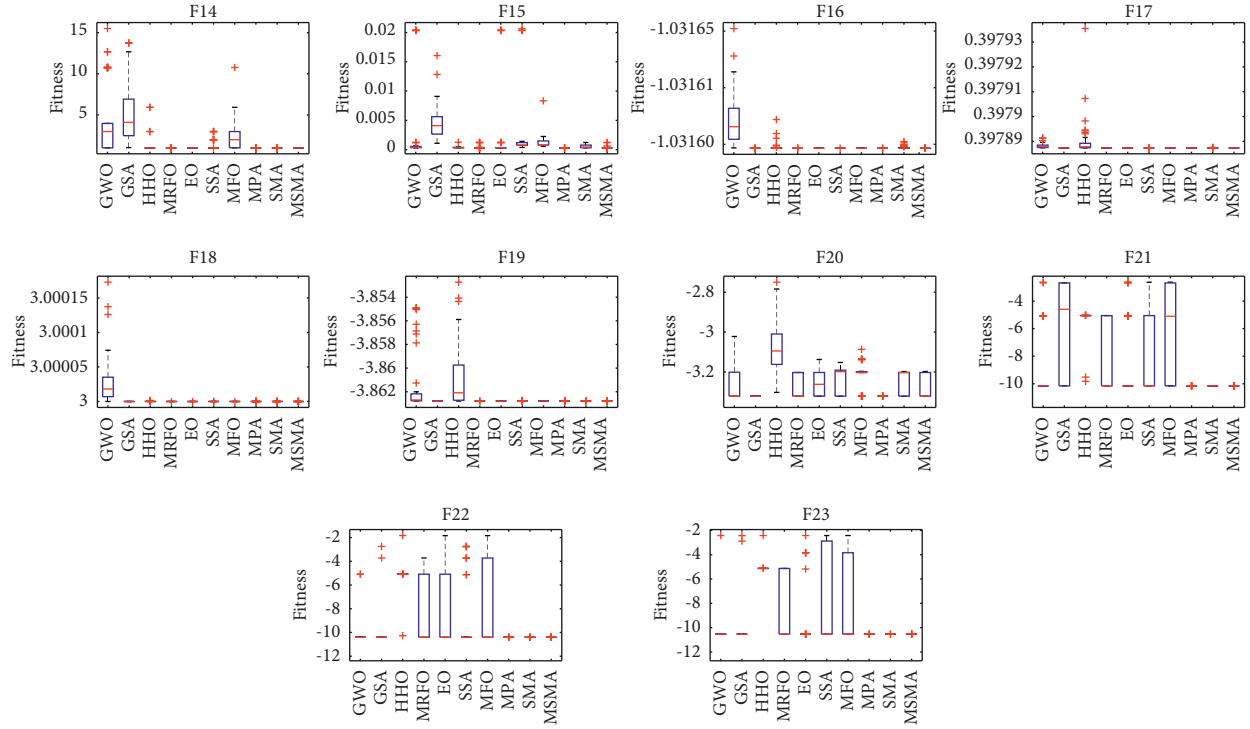 F14
Fitness
15
10
5
GWO
GSA
HHO
MRFO
EO
SSA
MFO
MPA
SMA
MSMA
F15
Fitness
0.02
0.015
0.001
0.005
0
GWO
GSA
HHO
MRFO
EO
SSA
MFO
MPA
SMA
MSMA
F16
Fitness
-1.03165
-1.03161
-1.03160
GWO
GSA
HHO
MRFO
EO
SSA
MFO
MPA
SMA
MSMA
F17
Fitness
0.39793
0.39791
0.3979
0.39789
GWO
GSA
HHO
MRFO
EO
SSA
MFO
MPA
SMA
MSMA
F18
Fitness
3.00015
3.0001
3.00005
3
GWO
GSA
HHO
MRFO
EO
SSA
MFO
MPA
SMA
MSMA
F19
Fitness
-3.854
-3.856
-3.858
-3.86
-3.862
GWO
GSA
HHO
MRFO
EO
SSA
MFO
MPA
SMA
MSMA
F20
Fitness
-2.8
-3
-3.2
GWO
GSA
HHO
MRFO
EO
SSA
MFO
MPA
SMA
MSMA
F21
Fitness
-4
-6
-8
-10
GWO
GSA
HHO
MRFO
EO
SSA
MFO
MPA
SMA
MSMA
F22
Fitness
-2
-4
-6
-8
-10
-12
GWO
GSA
HHO
MRFO
EO
SSA
MFO
MPA
SMA
MSMA
F23
Fitness
-2
-4
-6
-8
-10
-12
GWO
GSA
HHO
MRFO
EO
SSA
MFO
MPA
SMA
MSMA